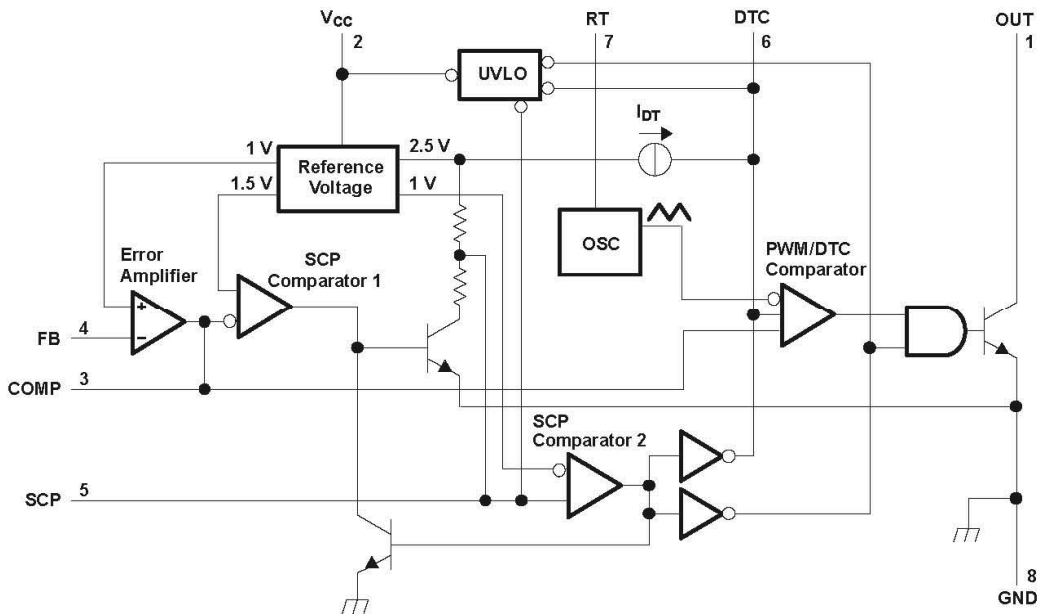 VCC
2
RT
7
DTC
6
OUT
1
UVLO
IDT
1 V
2.5 V
Reference
Voltage
1.5 V
1 V
OSC
Error
Amplifier
SCP
Comparator 1
PWM/DTC
Comparator
+
−
FB
4
COMP
3
SCP
Comparator 2
SCP
5
8
GND